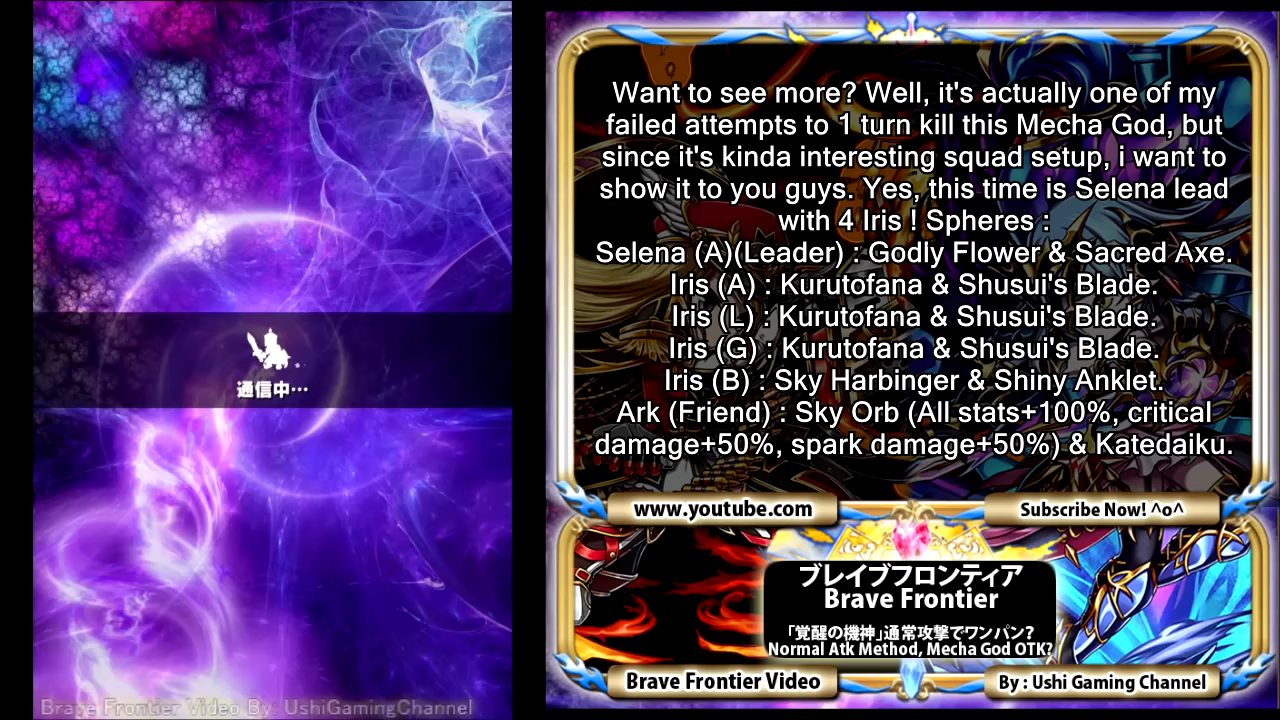 通信中…
Brave Frontier Video By. UshiGamingChannel
Want to see more? Well, it's actually one of my
failed attempts to 1 turn kill this Mecha God, but
since it's kinda interesting squad setup, i want to
show it to you guys. Yes, this time is Selena lead
with 4 Iris ! Spheres :
Selena (A)(Leader) : Godly Flower & Sacred Axe.
Iris (A) : Kurutofana & Shusui's Blade.
Iris (L) : Kurutofana & Shusui's Blade.
Iris (G) : Kurutofana & Shusui's Blade.
Iris (B) : Sky Harbinger & Shiny Anklet.
Ark (Friend) : Sky Orb (All stats+100%, critical
damage+50%, spark damage+50%) & Katedaiku.
www.youtube.com
Subscribe Now! ^o^
ブレイブフロンティア
Brave Frontier
「覚醒の機神」通常攻撃でワンパン?
Normal Atk Method, Mecha God OTK?
Brave Frontier Video
By : Ushi Gaming Channel